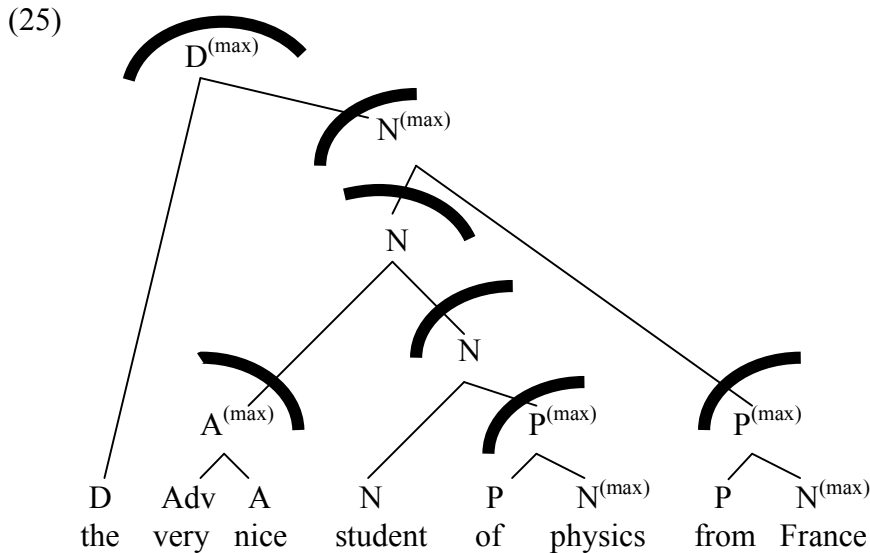 (25)
D(max)
N(max)
N
N
A(max) P(max) P(max)
D Adv A N P N(max) P N(max)
the very nice student of physics from France